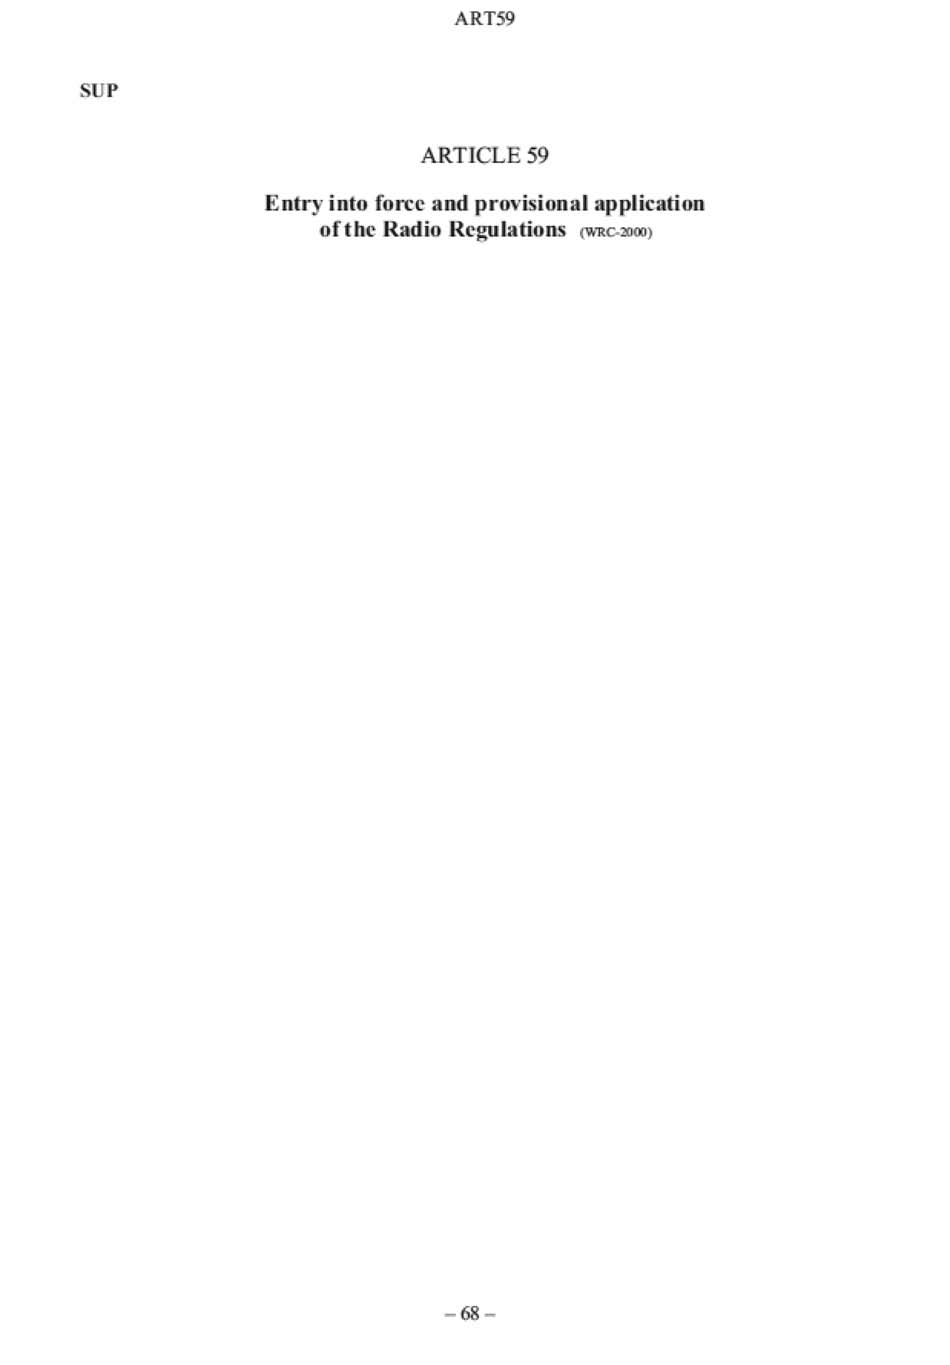 ART59
SUP
ARTICLE 59
Entry into force and provisional application
of the Radio Regulations (WRC-2000)
– 68 –